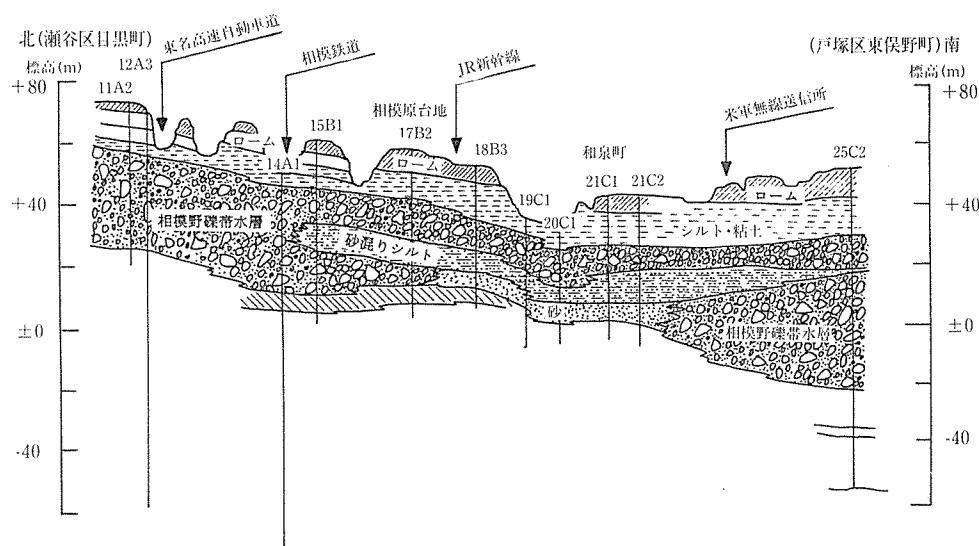 北(瀬谷区目黒町)
東名高速自動車道
相模鉄道
JR新幹線
(戸塚区東俣野町)南
標高(m)
12A3
11A2
+80
相模原台地
15B1
17B2
18B3
米軍無線送信所
標高(m)
+80
ローム
14A1
ローム
和泉町
21C1
21C2
25C2
ローム
+40
19C1
20C1
シルト・粘土
+40
相模野礫帯水層
砂混りシルト
砂
相模野礫帯水層
±0
±0
-40
-40